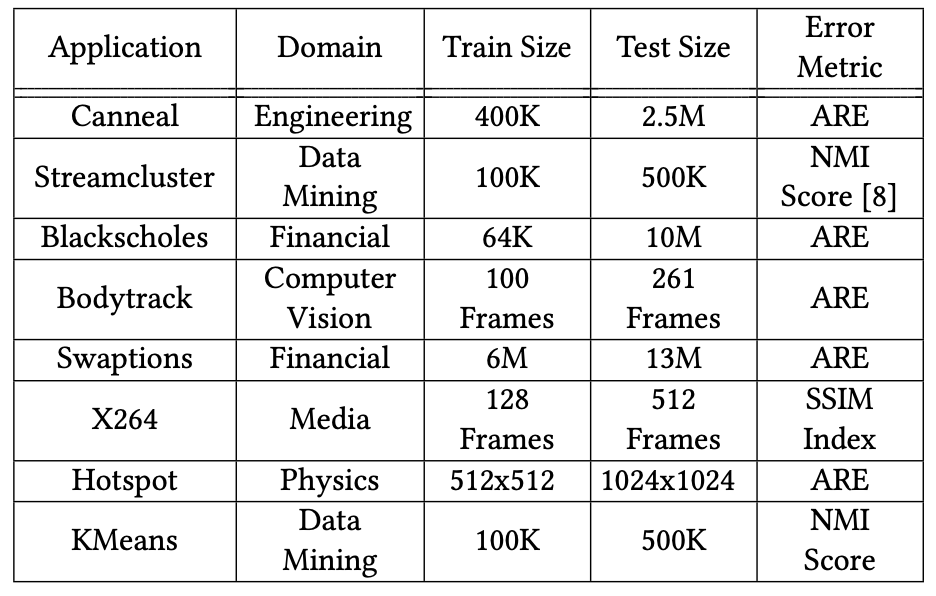 Application Domain Train Size Test Size Error
Metric
Canneal Engineering 400K 2.5M ARE
Streamcluster Data
Mining 100K 500K NMI
Score [8]
Blackscholes Financial 64K 10M ARE
Bodytrack Computer
Vision 100
Frames 261
Frames ARE
Swaptions Financial 6M 13M ARE
X264 Media 128
Frames 512
Frames SSIM
Index
Hotspot Physics 512x512 1024x1024 ARE
KMeans Data
Mining 100K 500K NMI
Score